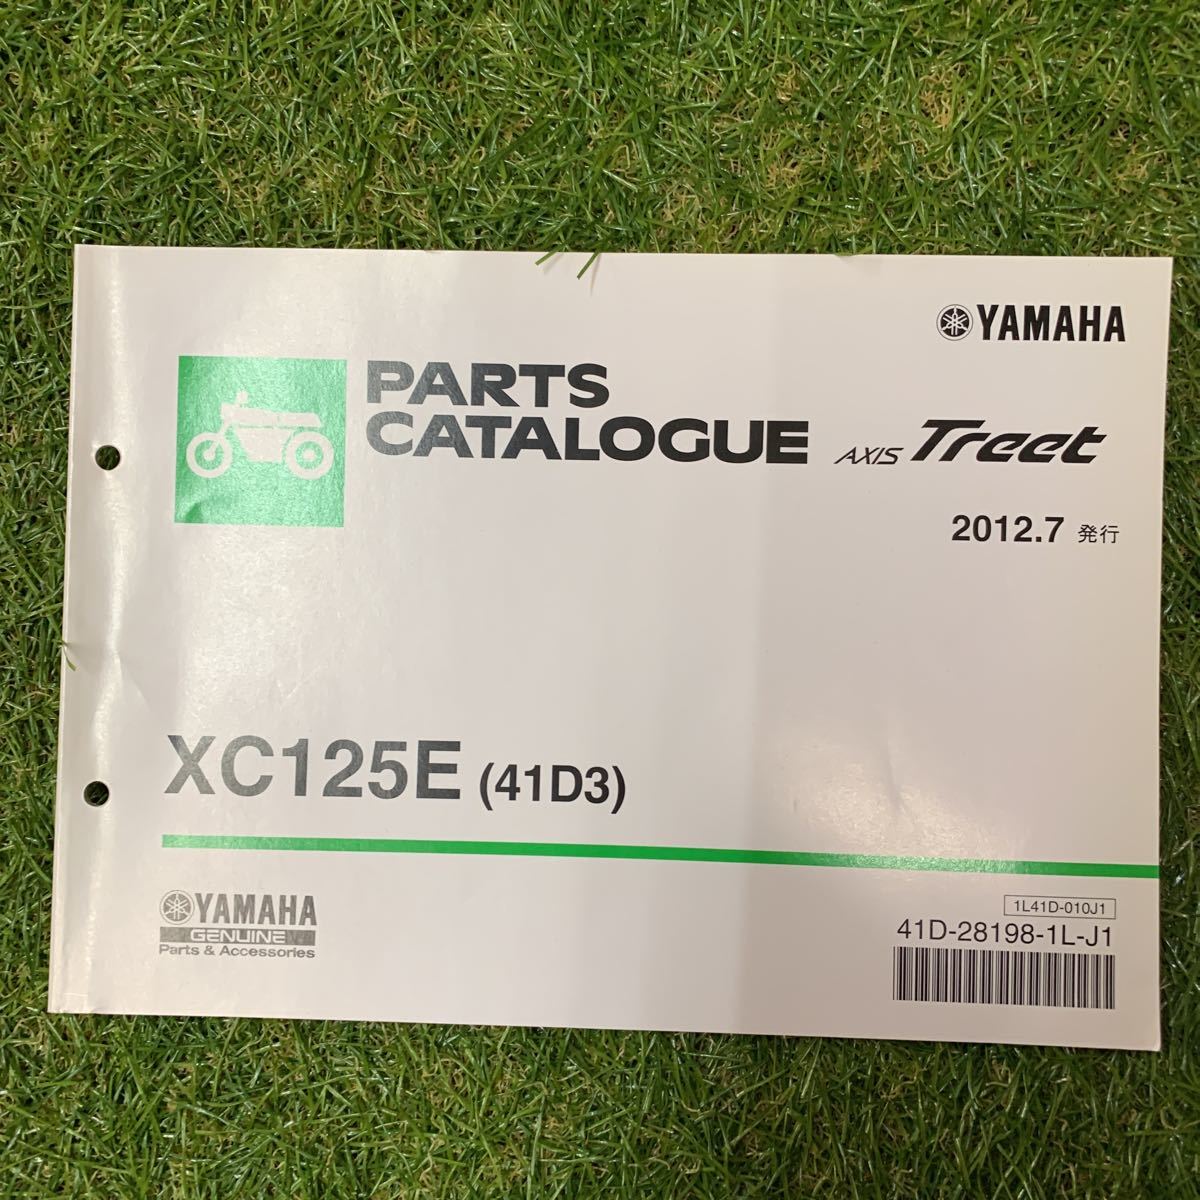 YAMAHA
PARTS
CATALOGUE
AXIS Treet
2012.7 発行
XC125E (41D3)
YAMAHA
GENUINE
Parts & Accessories
1L41D-010J1
41D-28198-1L-J1